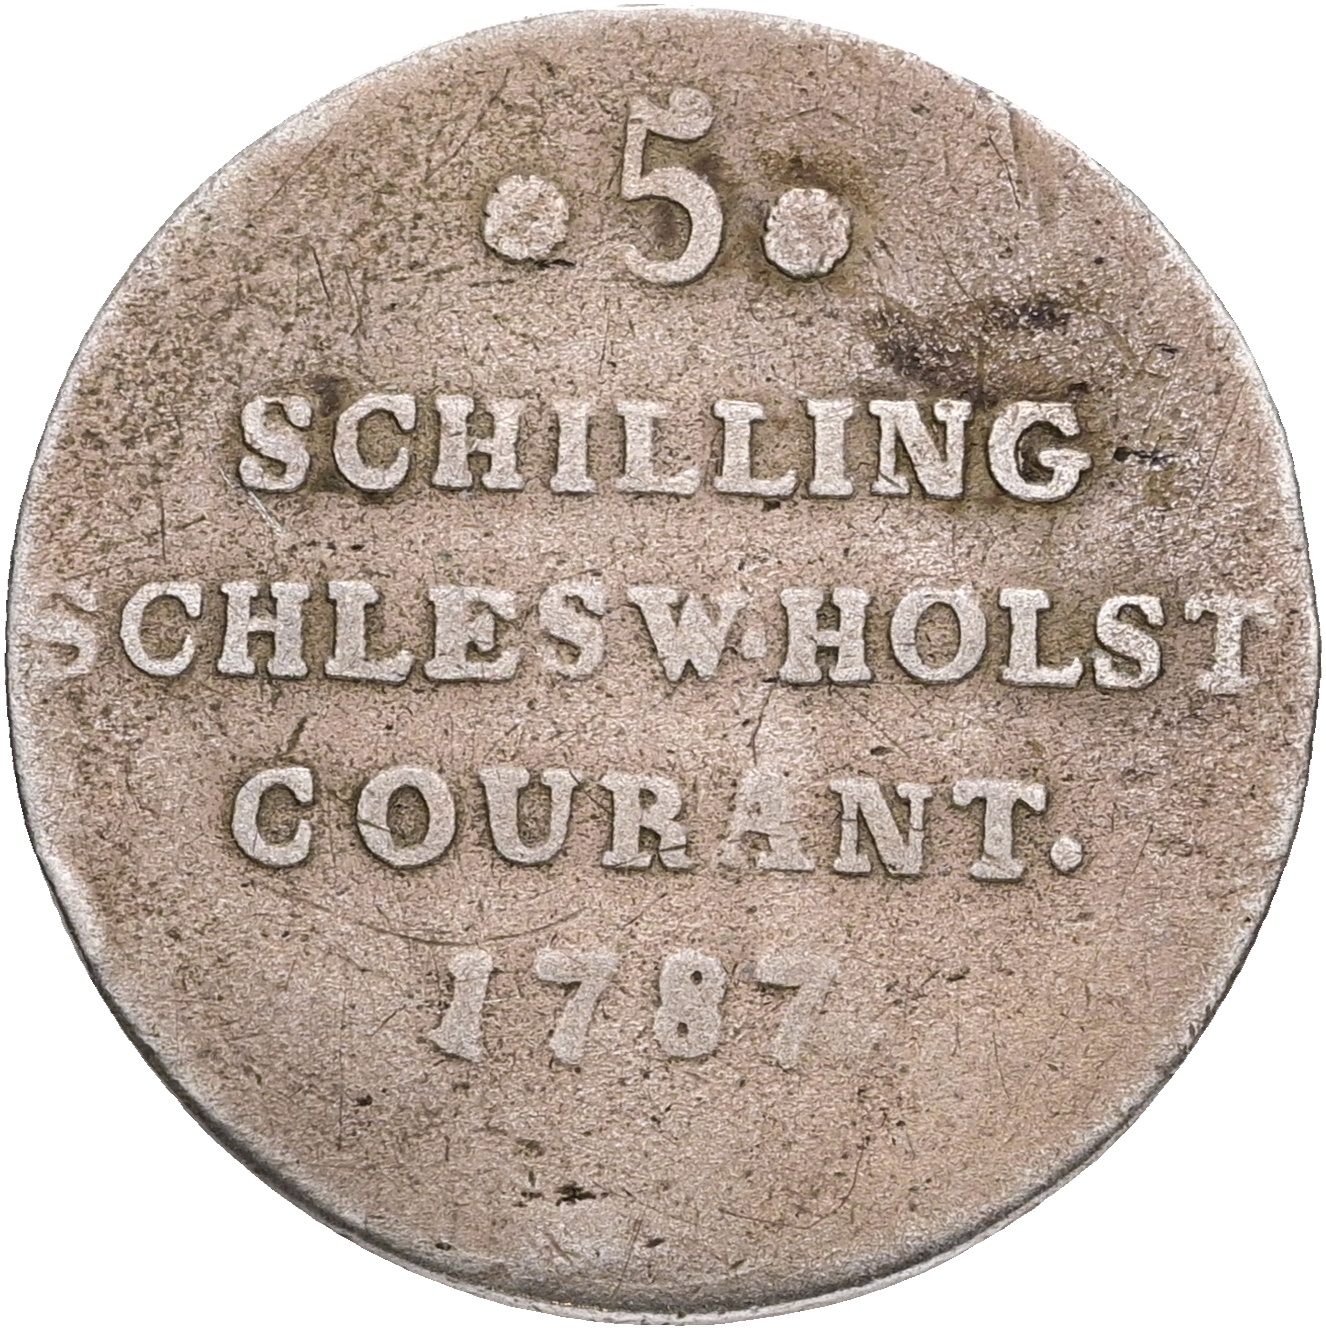 · 5 ·
SCHILLING
SCHLESW·HOLST
COURANT.
1787